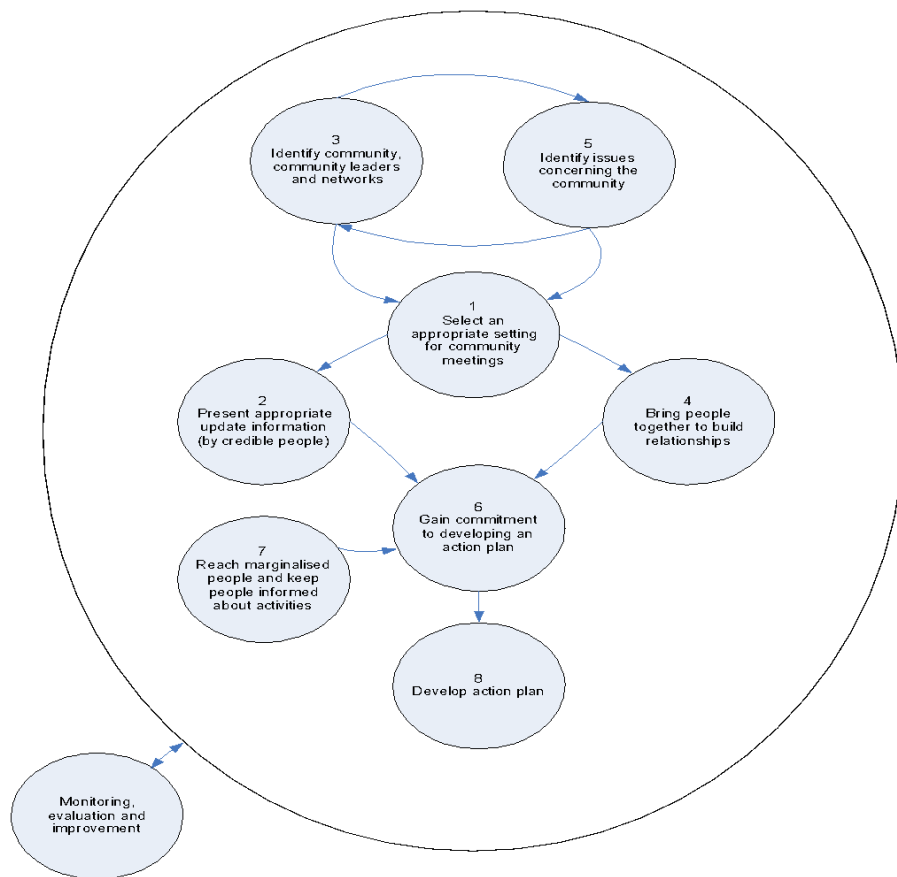 3
Identify community,
community leaders
and networks
5
Identify issues
concerning the
community
1
Select an
appropriate setting
for community
meetings
2
Present appropriate
update information
(by credible people)
4
Bring people
together to build
relationships
6
Gain commitment
to developing an
action plan
7
Reach marginalised
people and keep
people informed
about activities
8
Develop action plan
Monitoring,
evaluation and
improvement